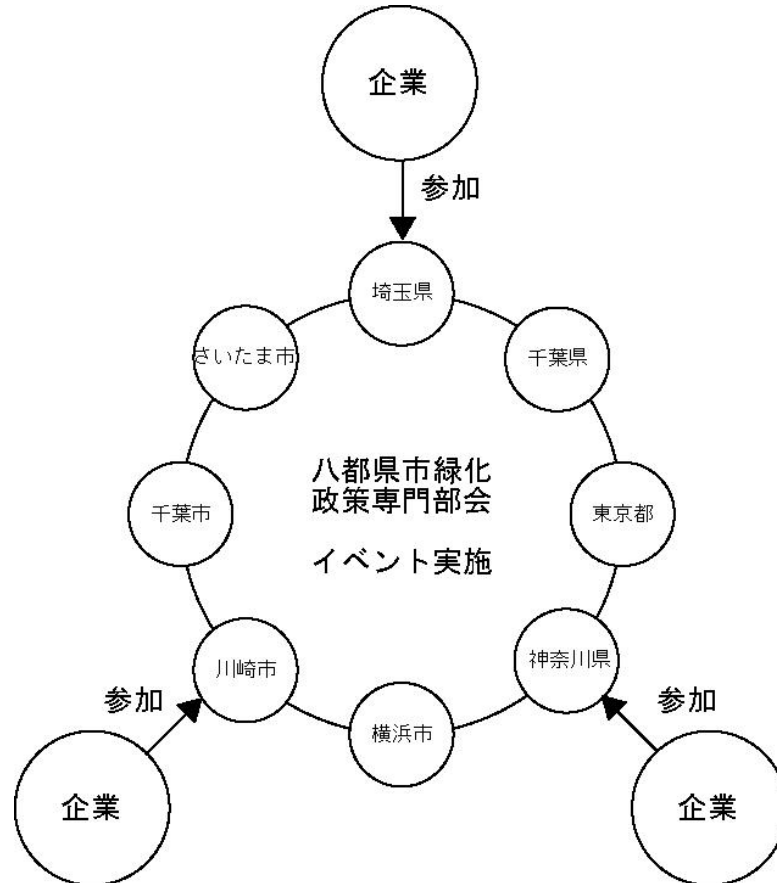 企業
参加
埼玉県
さいたま市
千葉県
八都県市緑化
政策専門部会
千葉市
東京都
イベント実施
川崎市
神奈川県
参加
参加
横浜市
企業
企業